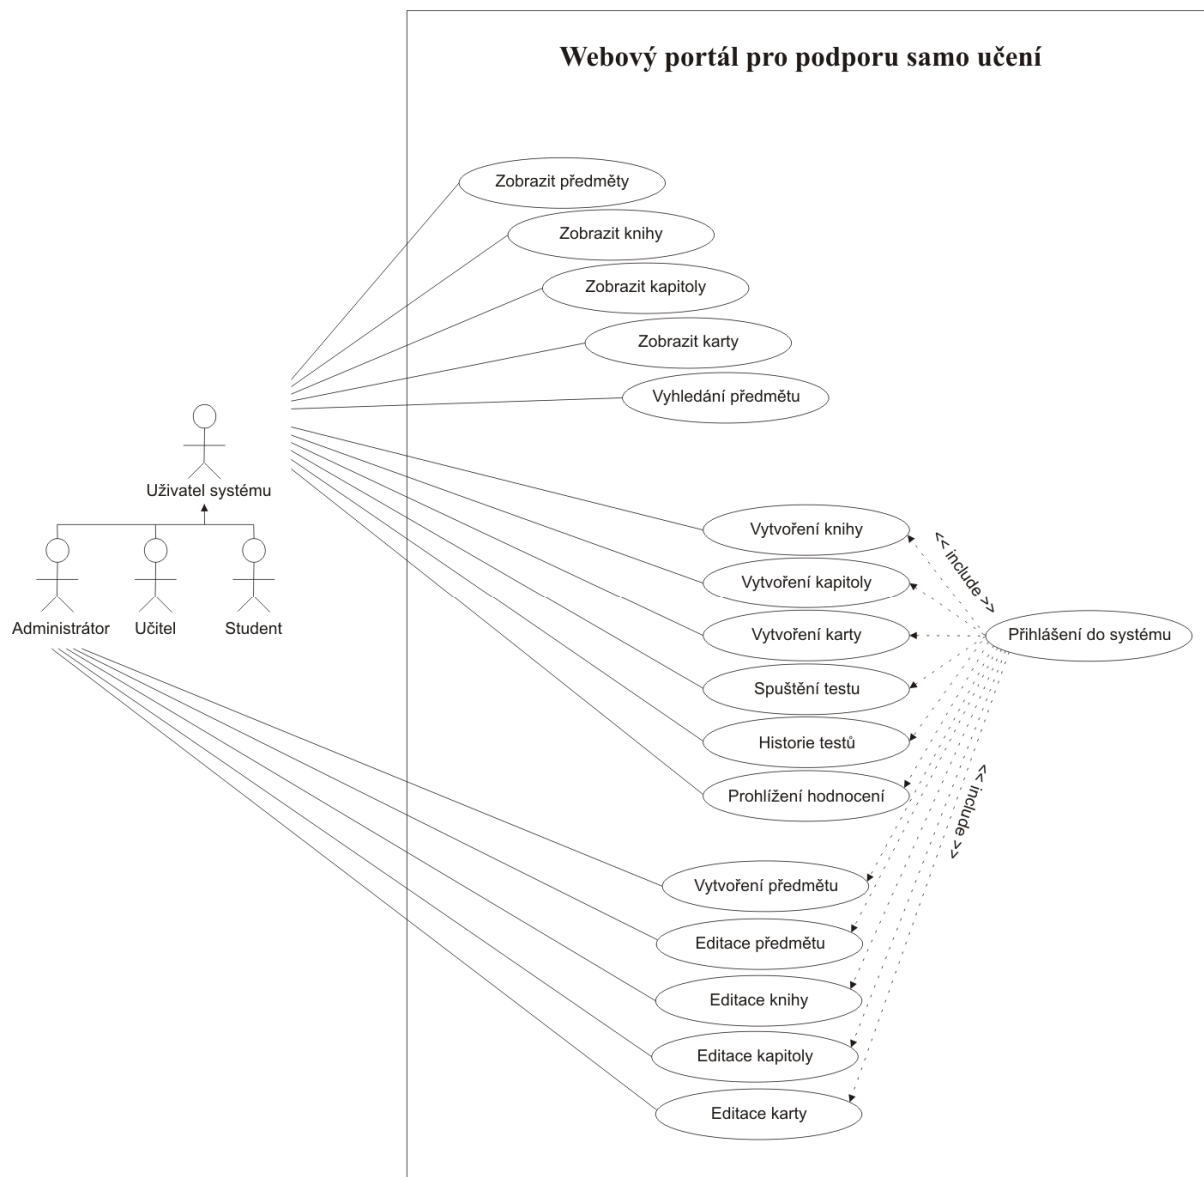 Webový portál pro podporu samo učení
Zobrazit předměty
Zobrazit knihy
Zobrazit kapitoly
Zobrazit karty
Vyhledání předmětu
Uživatel systému
Administrátor
Učitel
Student
Vytvoření knihy
Vytvoření kapitoly
Vytvoření karty
Spuštění testu
Historie testů
Prohlížení hodnocení
<< include >>
Přihlášení do systému
<< include >>
Vytvoření předmětu
Editace předmětu
Editace knihy
Editace kapitoly
Editace karty